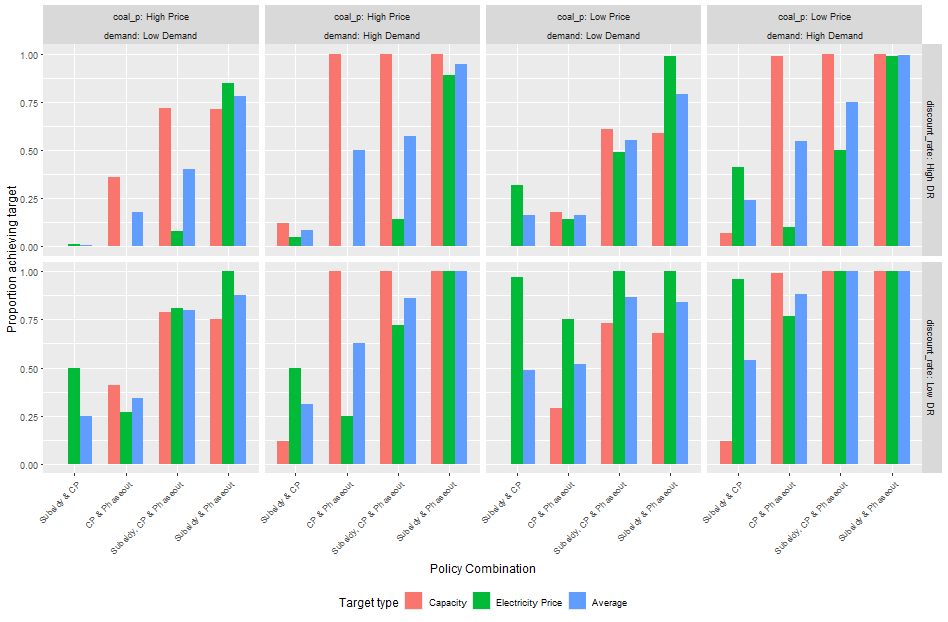 coal_p: High Price
coal_p: High Price
coal_p: Low Price
coal_p: Low Price
demand: Low Demand
demand: High Demand
demand: Low Demand
demand: High Demand
1.00
0.75
0.50
0.25
0.00
discount_rate: High DR
1.00
0.75
0.50
0.25
0.00
discount_rate: Low DR
Proportion achieving target
Subsidy & CP
CP & Phaseout
Subsidy, CP & Phaseout
Subsidy & Phaseout
Subsidy & CP
CP & Phaseout
Subsidy, CP & Phaseout
Subsidy & Phaseout
Subsidy & CP
CP & Phaseout
Subsidy, CP & Phaseout
Subsidy & Phaseout
Subsidy & CP
CP & Phaseout
Subsidy, CP & Phaseout
Subsidy & Phaseout
Policy Combination
Target type
Capacity
Electricity Price
Average